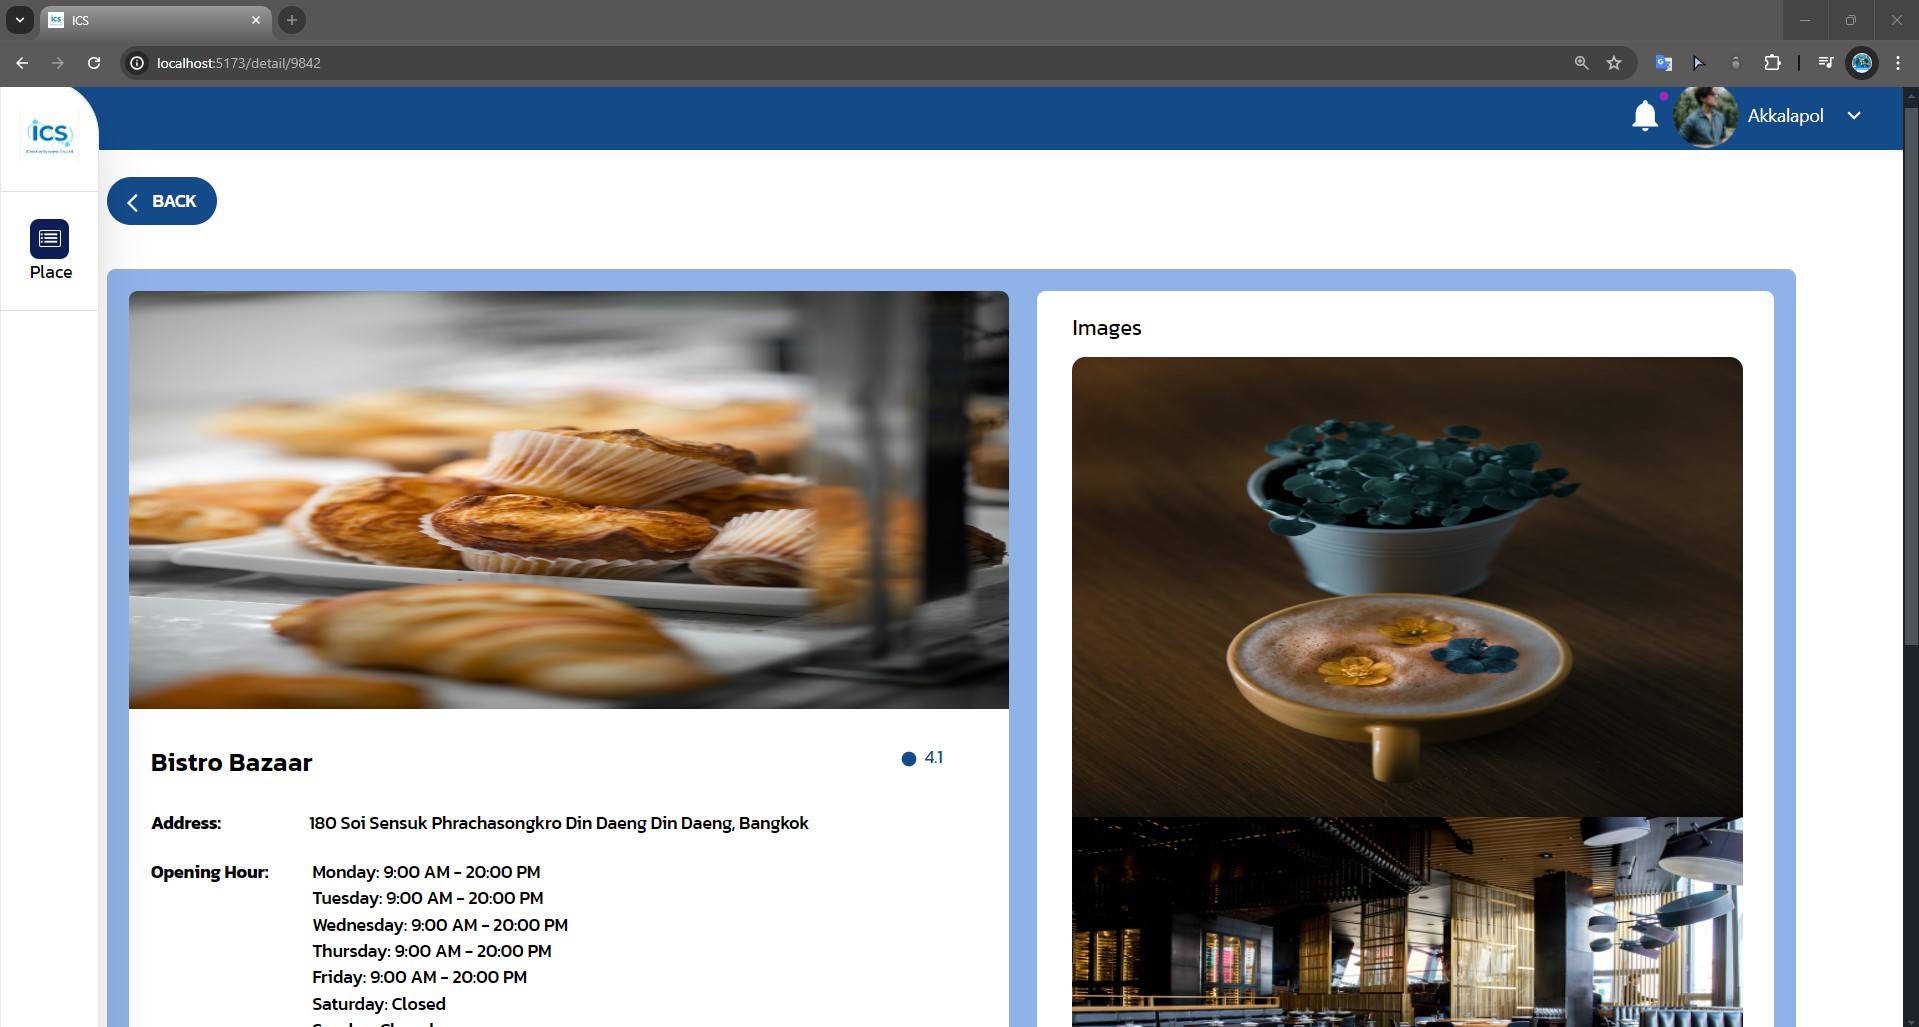 ICS
localhost:5173/detail/9842
ics
Akkalapol
BACK
Place
Images
Bistro Bazaar
4.1
Address: 180 Soi Sensuk Phrachasongkro Din Daeng Din Daeng, Bangkok
Opening Hour: Monday: 9:00 AM - 20:00 PM
Tuesday: 9:00 AM - 20:00 PM
Wednesday: 9:00 AM - 20:00 PM
Thursday: 9:00 AM - 20:00 PM
Friday: 9:00 AM - 20:00 PM
Saturday: Closed